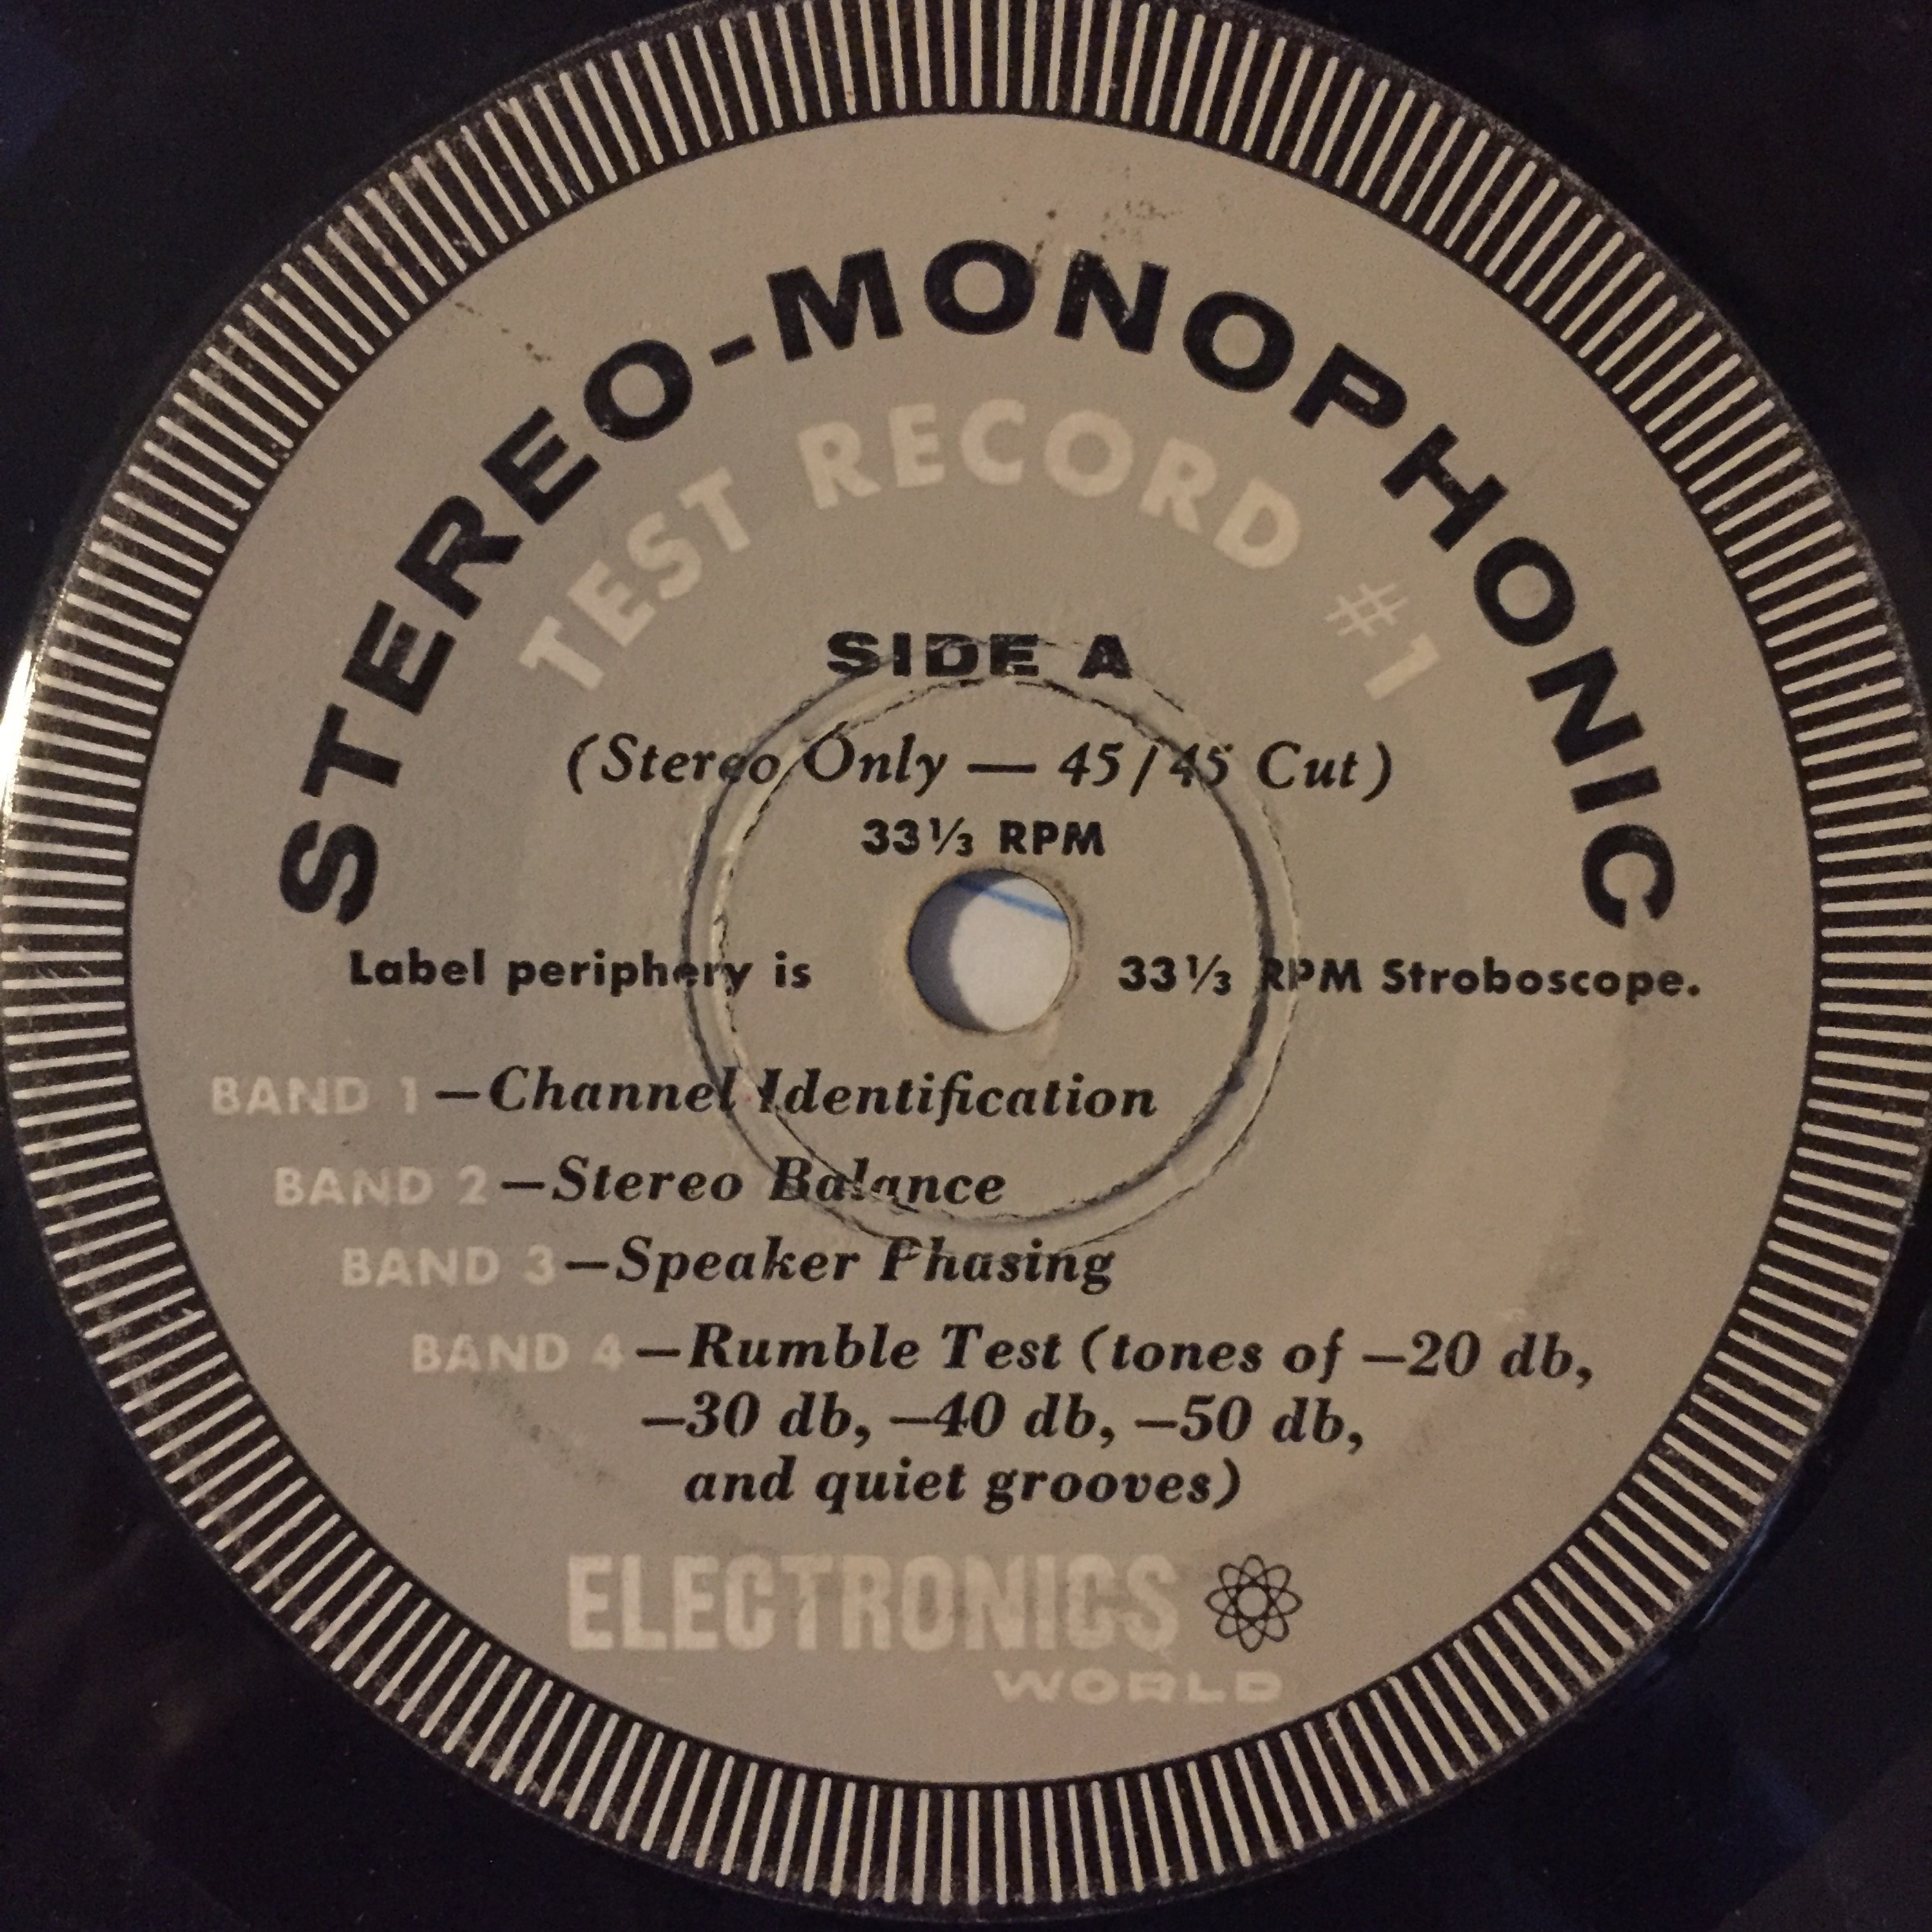 STEREO-MONOPHONIC
TEST RECORD #1
SIDE A
(Stereo Only — 45/45 Cut)
33⅓ RPM
Label periphery is 33⅓ RPM Stroboscope.
BAND 1—Channel Identification
BAND 2—Stereo Balance
BAND 3—Speaker Phasing
BAND 4—Rumble Test (tones of —20 db,
—30 db, —40 db, —50 db,
and quiet grooves)
ELECTRONICS
WORLD